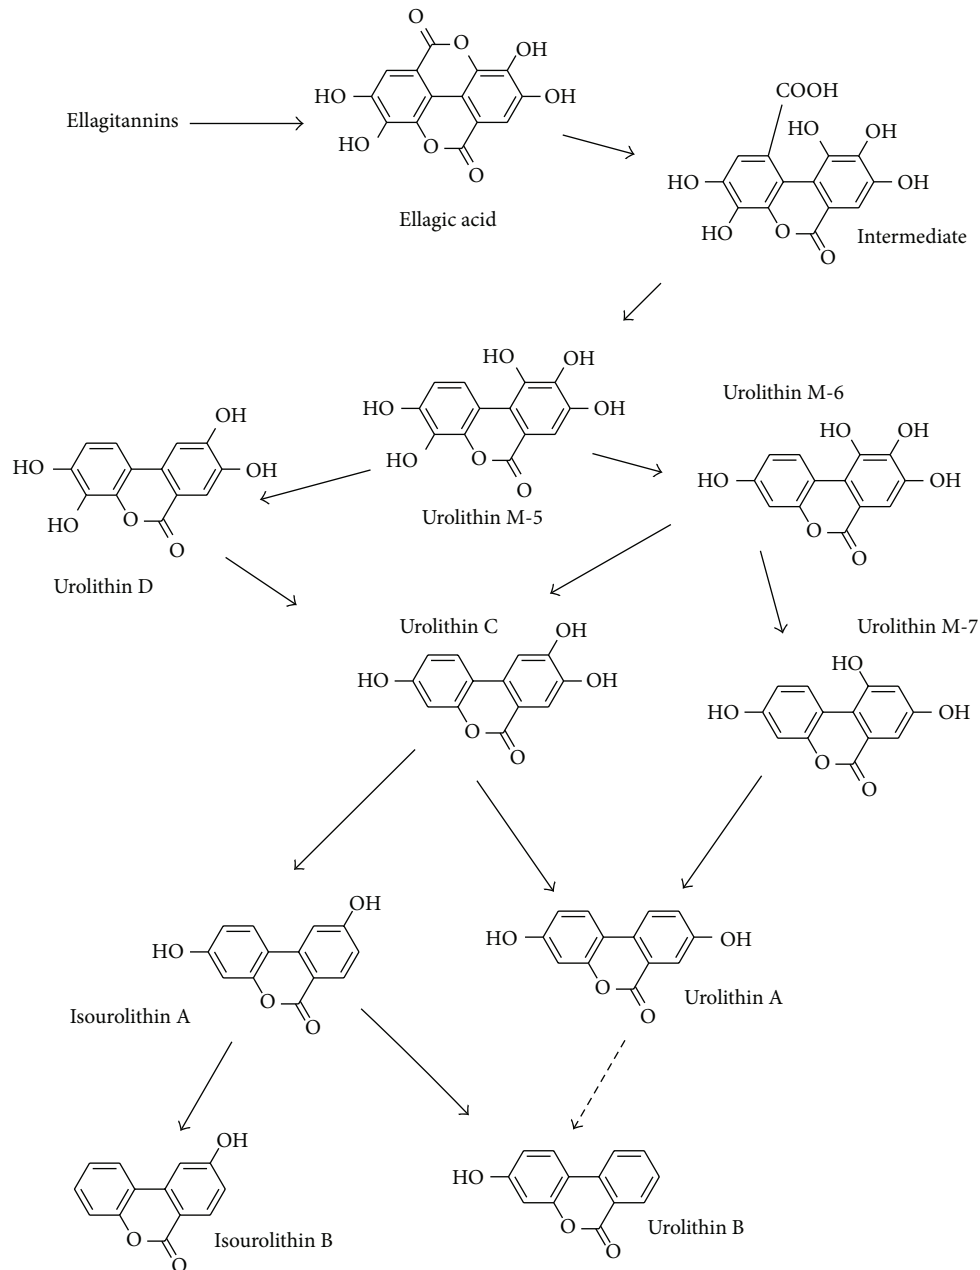 O
O
OH
HO
OH
HO
O
O
Ellagitannins
Ellagic acid
COOH
HO
OH
HO
OH
HO
O
O
Intermediate
HO
OH
HO
OH
HO
O
O
Urolithin M-5
Urolithin M-6
HO
OH
HO
OH
O
O
OH
HO
OH
HO
O
O
Urolithin D
Urolithin C
OH
HO
OH
O
O
Urolithin M-7
HO
HO
OH
O
O
OH
HO
O
O
Isourolithin A
HO
OH
O
O
Urolithin A
OH
O
O
Isourolithin B
HO
O
O
Urolithin B